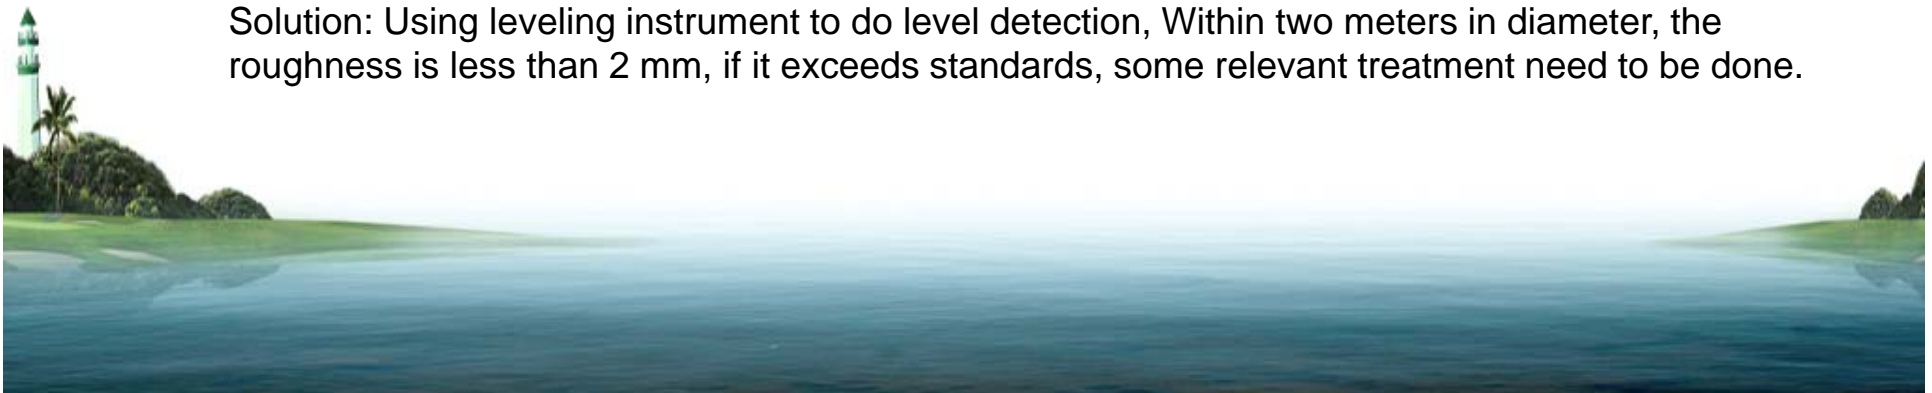 Solution: Using leveling instrument to do level detection, Within two meters in diameter, the
roughness is less than 2 mm, if it exceeds standards, some relevant treatment need to be done.